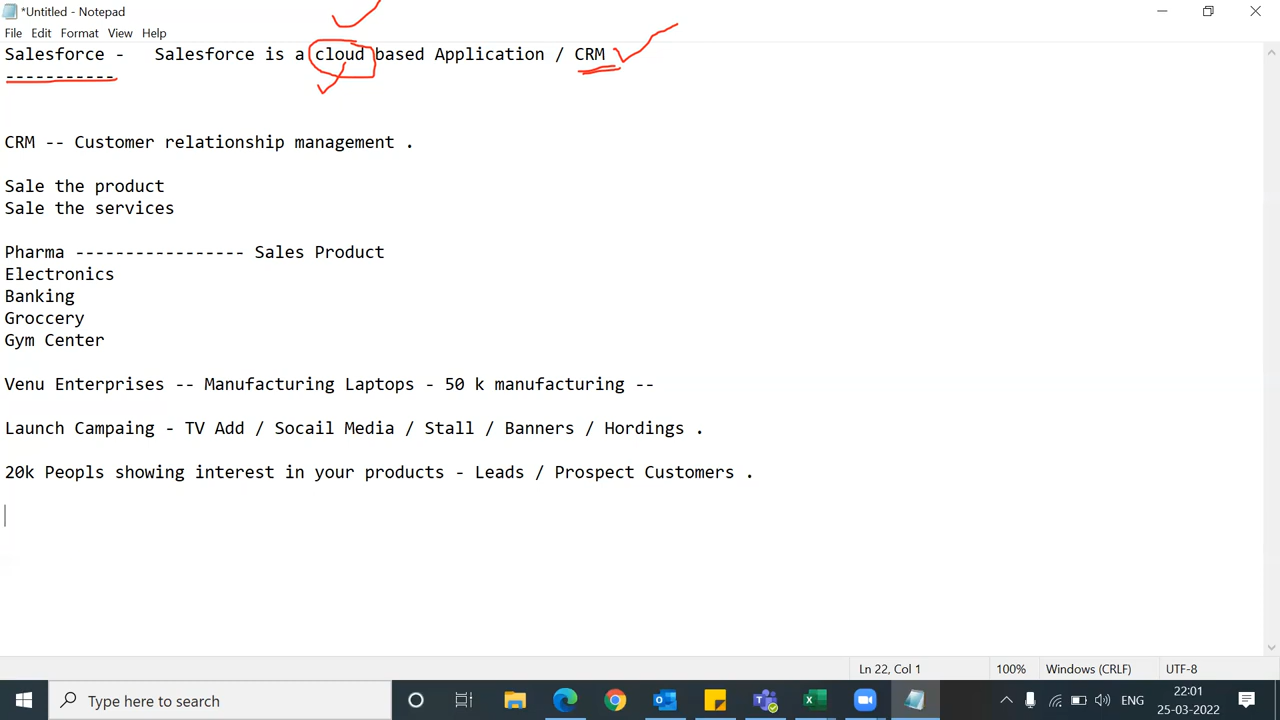 *Untitled - Notepad
File Edit Format View Help
Salesforce - Salesforce is a cloud based Application / CRM
-----------
CRM -- Customer relationship management .
Sale the product
Sale the services
Pharma ----------------- Sales Product
Electronics
Banking
Groccery
Gym Center
Venu Enterprises -- Manufacturing Laptops - 50 k manufacturing --
Launch Campaing - TV Add / Socail Media / Stall / Banners / Hordings .
20k Peopls showing interest in your products - Leads / Prospect Customers .
Ln 22, Col 1 100% Windows (CRLF) UTF-8
Type here to search
ENG
22:01
25-03-2022